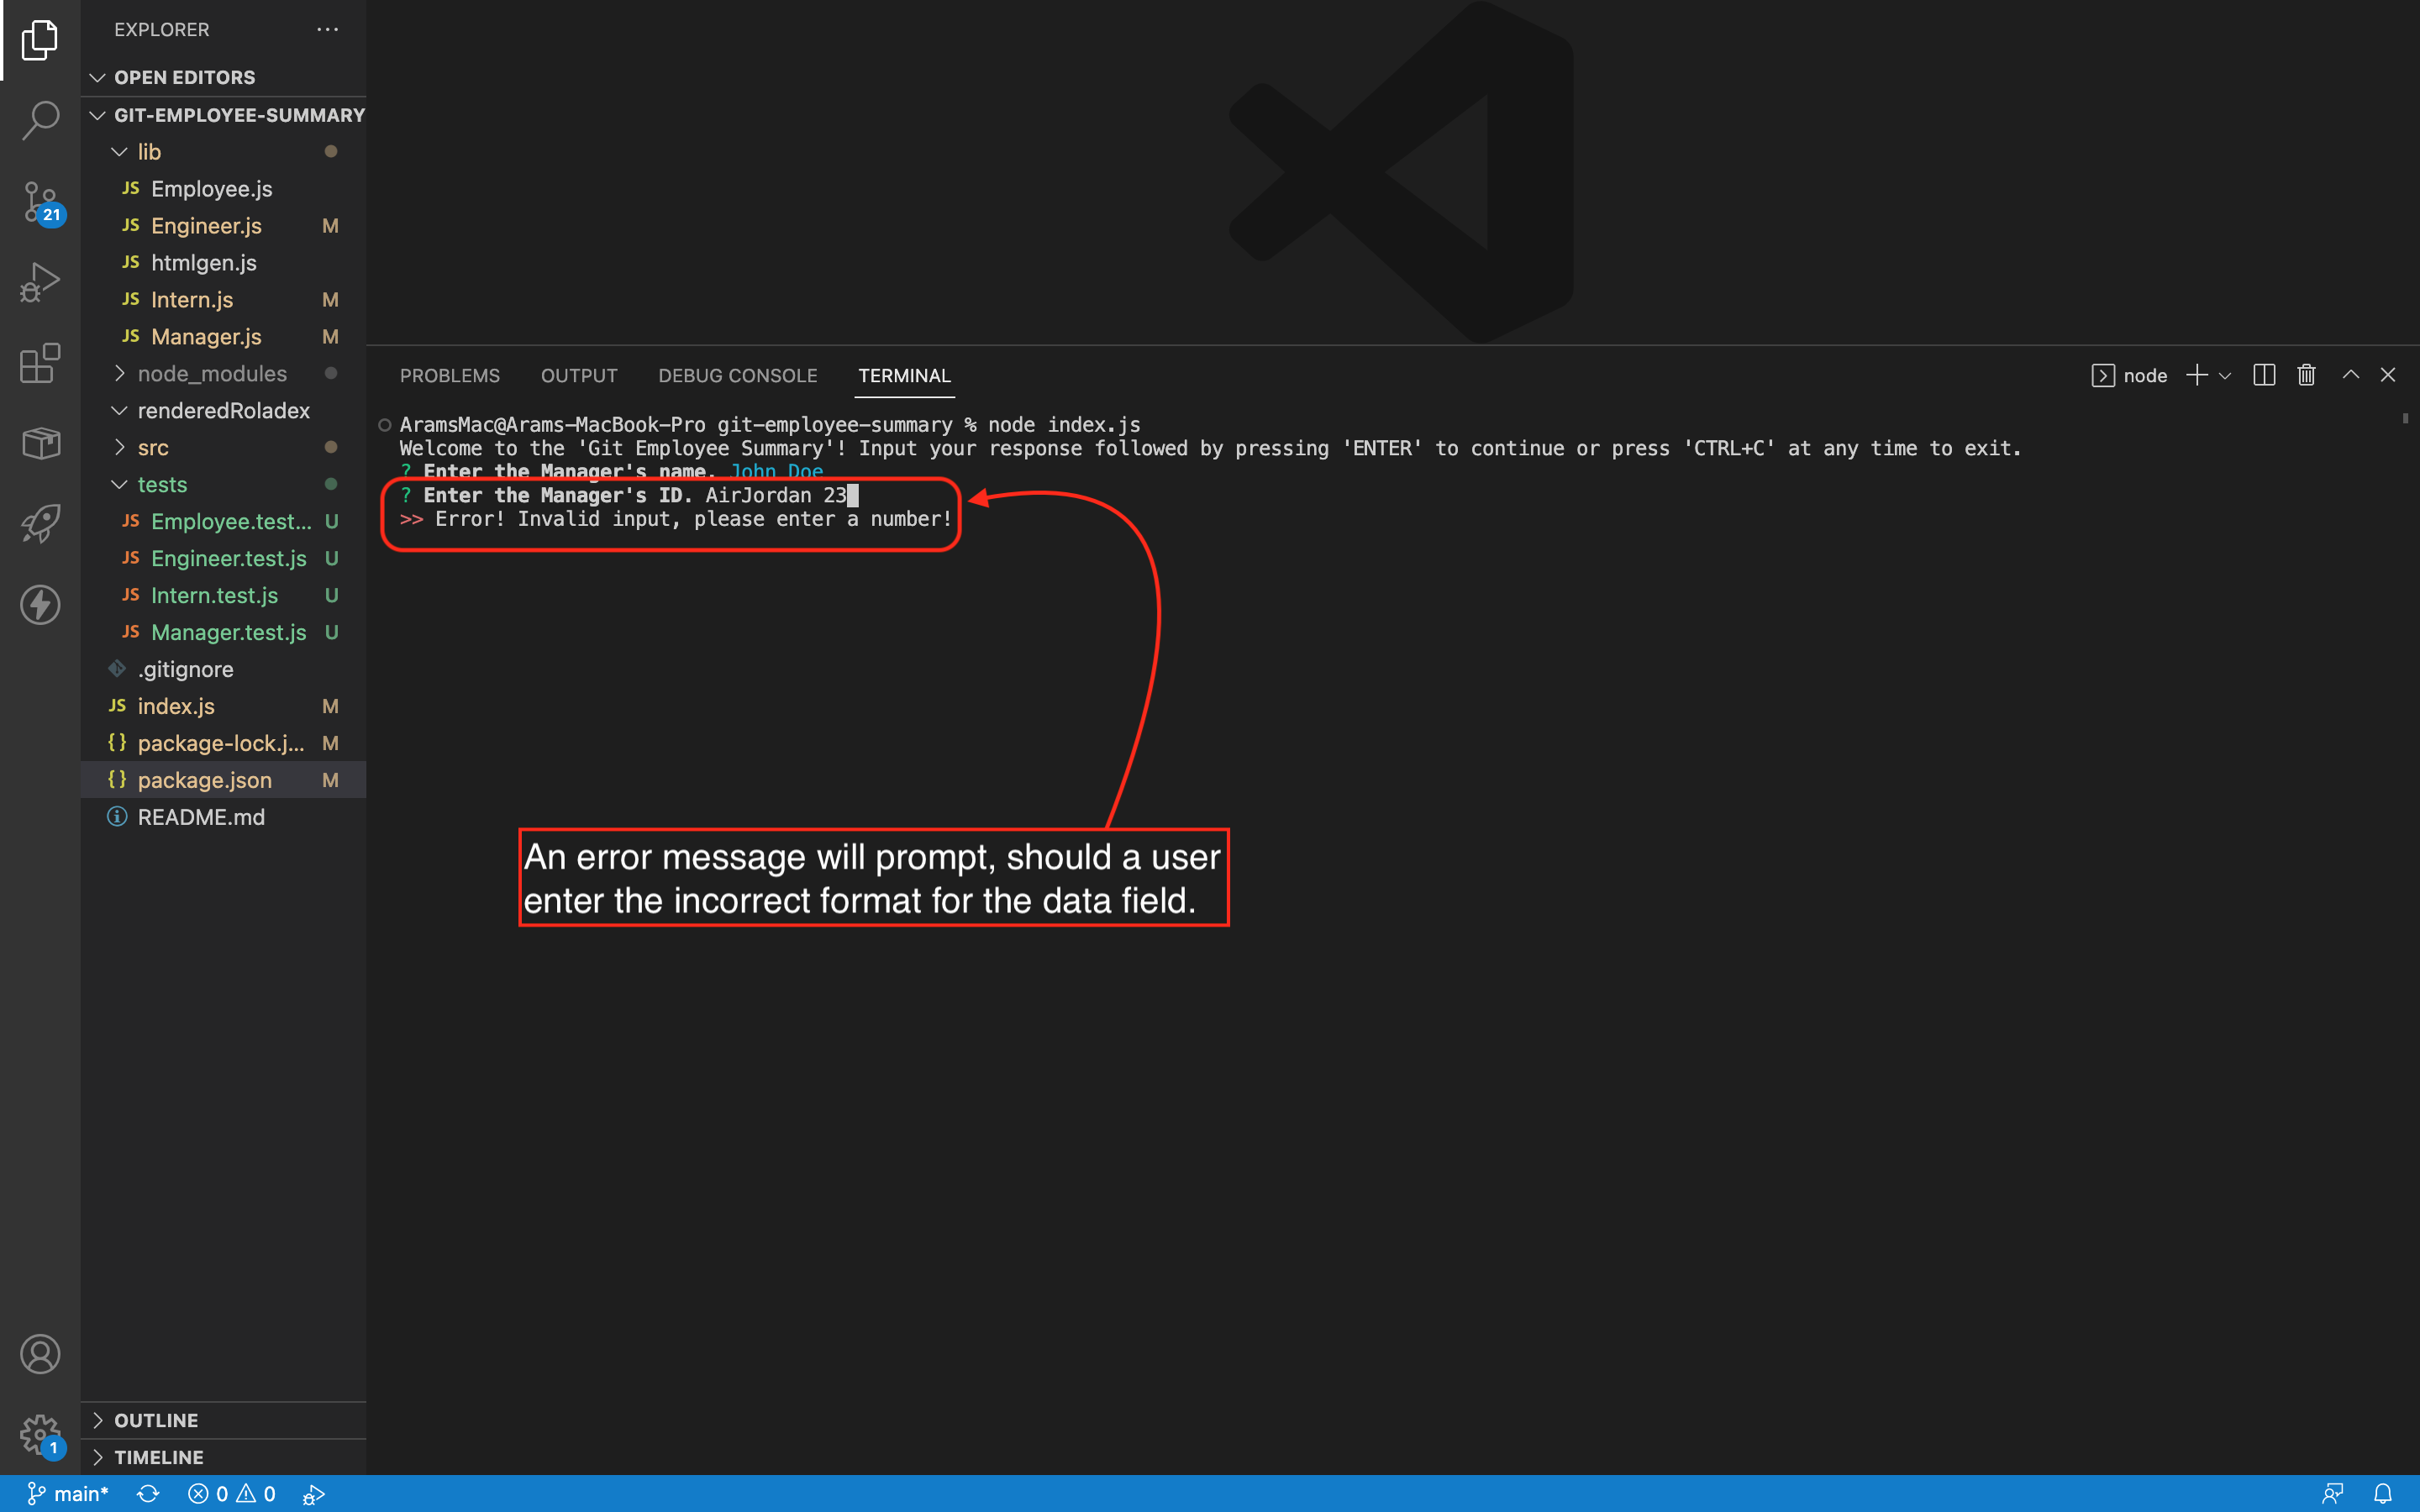 EXPLORER
OPEN EDITORS
GIT-EMPLOYEE-SUMMARY
lib
JS Employee.js
JS Engineer.js M
JS htmlgen.js
JS Intern.js M
JS Manager.js M
node_modules
renderedRoladex
src
tests
JS Employee.test... U
JS Engineer.test.js U
JS Intern.test.js U
JS Manager.test.js U
.gitignore
JS index.js M
{} package-lock.j... M
{} package.json M
README.md
OUTLINE
TIMELINE
21
1
PROBLEMS OUTPUT DEBUG CONSOLE TERMINAL
node
AramsMac@Arams-MacBook-Pro git-employee-summary % node index.js
Welcome to the 'Git Employee Summary'! Input your response followed by pressing 'ENTER' to continue or press 'CTRL+C' at any time to exit.
? Enter the Manager's name. John Doe
? Enter the Manager's ID. AirJordan 23
>> Error! Invalid input, please enter a number!
An error message will prompt, should a user
enter the incorrect format for the data field.
main* 0 0